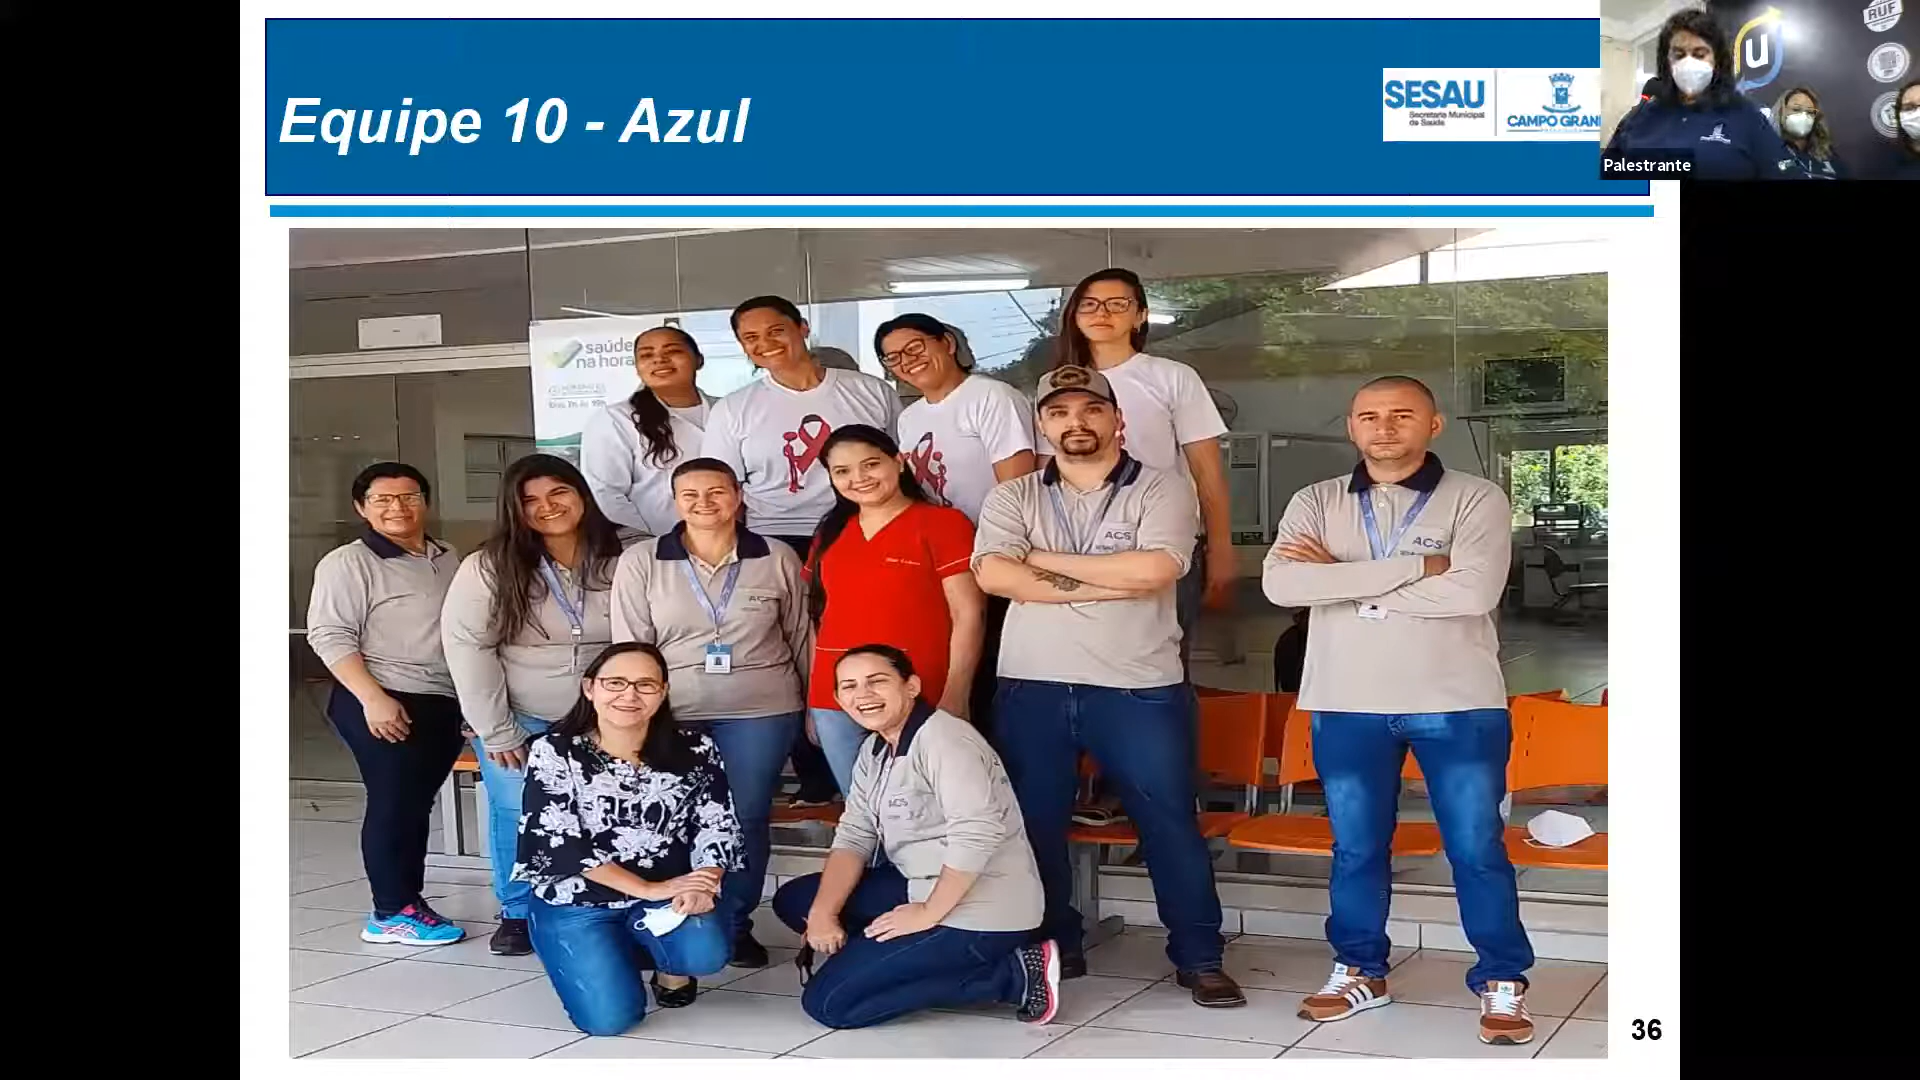 Equipe 10 - Azul
SESAU
Secretaria Municipal
de Saúde
CAMPO GRAN
RUF
U
Palestrante
saúde
na hora
ACS
ACS
ACS
ACS
36